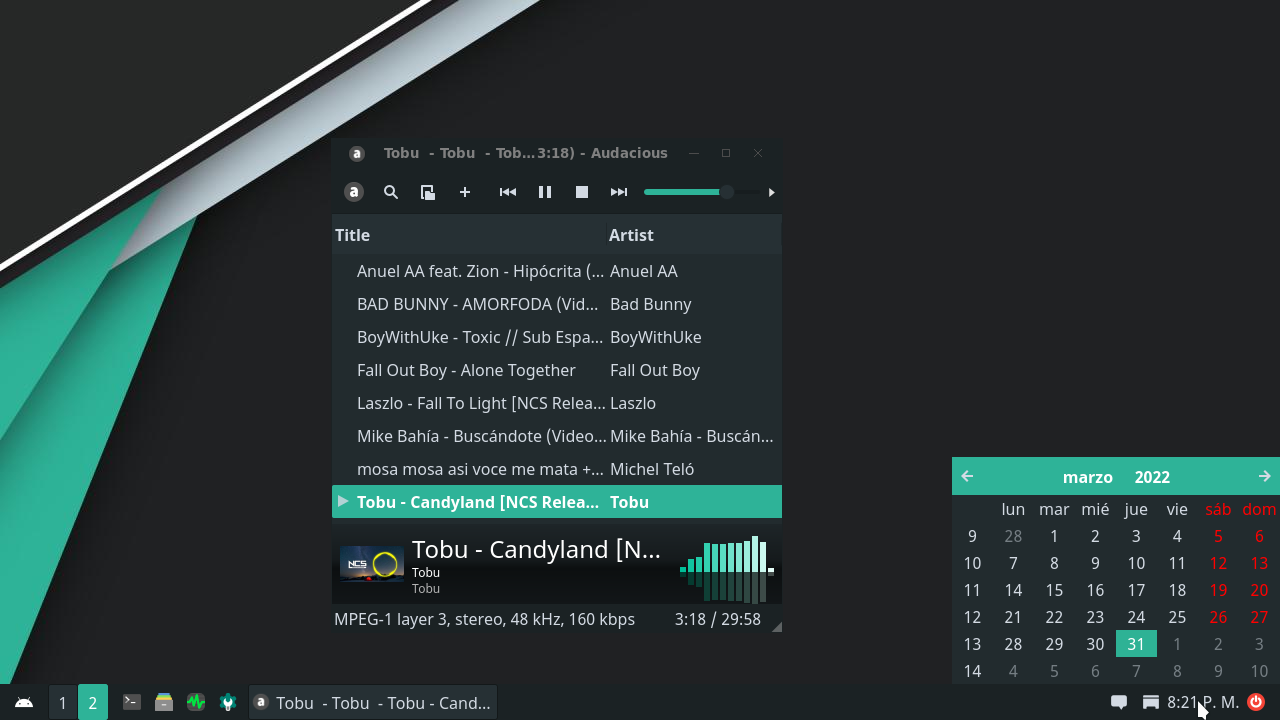 Tobu - Tobu - Tob...3:18) - Audacious
a
Title Artist
Anuel AA feat. Zion - Hipócrita (... Anuel AA
BAD BUNNY - AMORFODA (Vid... Bad Bunny
BoyWithUke - Toxic // Sub Espa... BoyWithUke
Fall Out Boy - Alone Together Fall Out Boy
Laszlo - Fall To Light [NCS Relea... Laszlo
Mike Bahía - Buscándote (Video... Mike Bahía - Buscán...
mosa mosa asi voce me mata +... Michel Teló
Tobu - Candyland [NCS Relea... Tobu
NCS
Tobu - Candyland [N...
Tobu
Tobu
MPEG-1 layer 3, stereo, 48 kHz, 160 kbps 3:18 / 29:58
marzo 2022
lun mar mié jue vie sáb dom
9 28 1 2 3 4 5 6
10 7 8 9 10 11 12 13
11 14 15 16 17 18 19 20
12 21 22 23 24 25 26 27
13 28 29 30 31 1 2 3
14 4 5 6 7 8 9 10
1 2 a Tobu - Tobu - Tobu - Cand... 8:21 P. M.